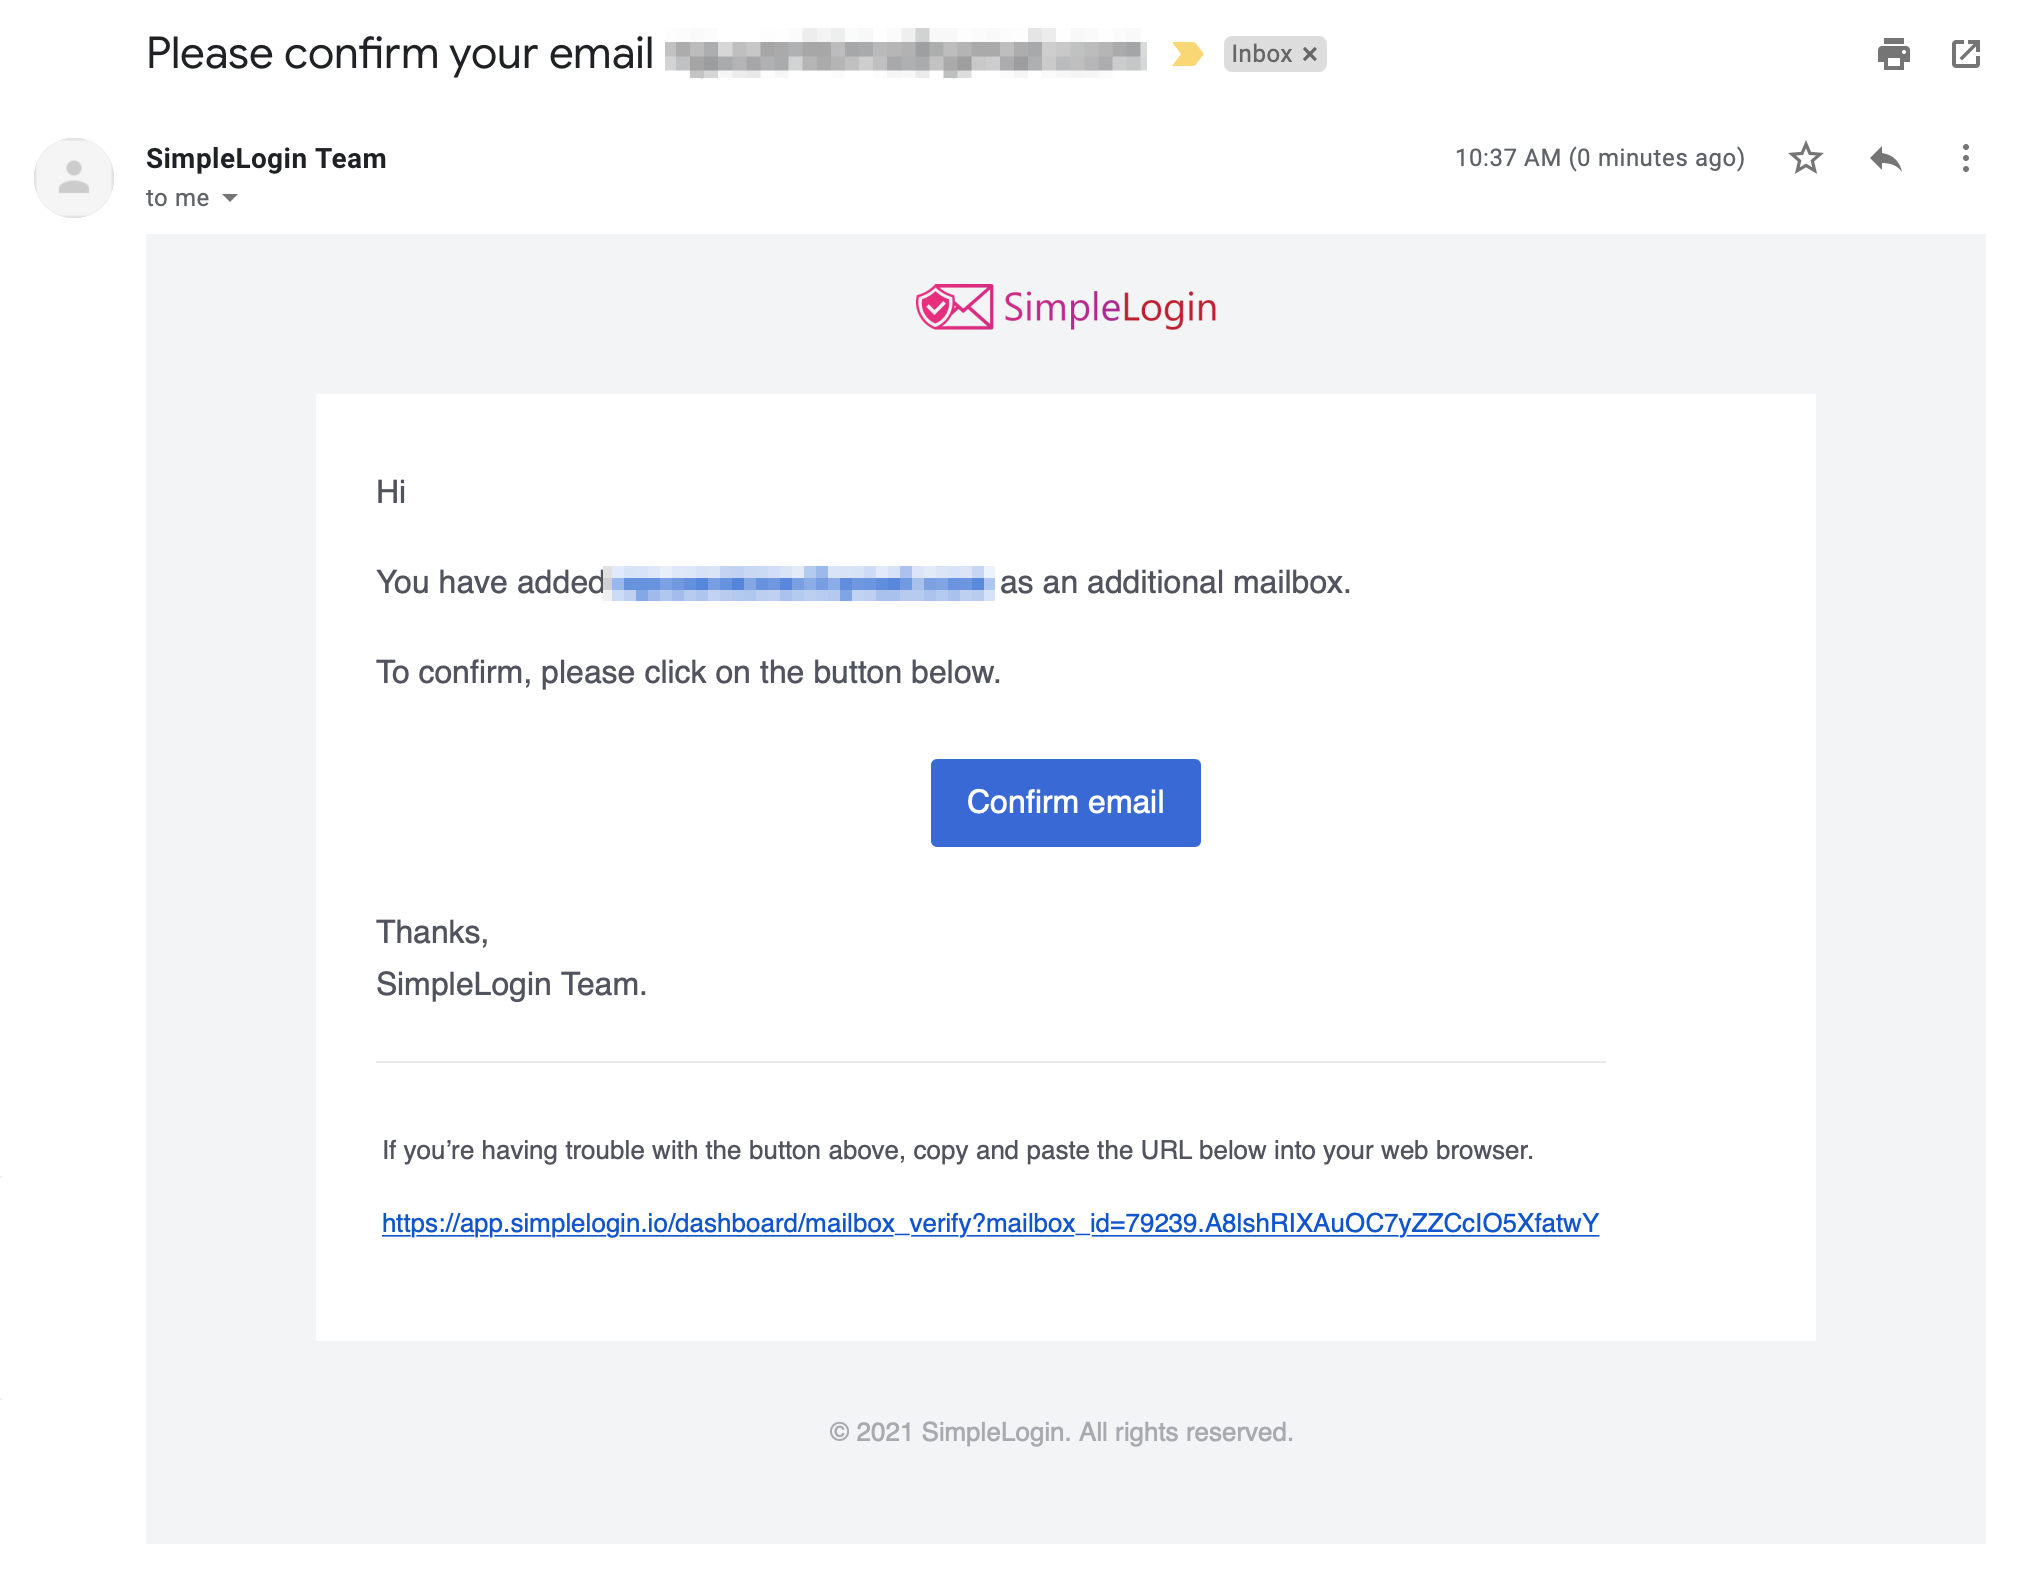 Please confirm your email
Inbox ×
SimpleLogin Team
10:37 AM (0 minutes ago)
to me
SimpleLogin
Hi
You have added as an additional mailbox.
To confirm, please click on the button below.
Confirm email
Thanks,
SimpleLogin Team.
If you’re having trouble with the button above, copy and paste the URL below into your web browser.
https://app.simplelogin.io/dashboard/mailbox_verify?mailbox_id=79239.A8lshRIXAuOC7yZZCcIO5XfatwY
© 2021 SimpleLogin. All rights reserved.